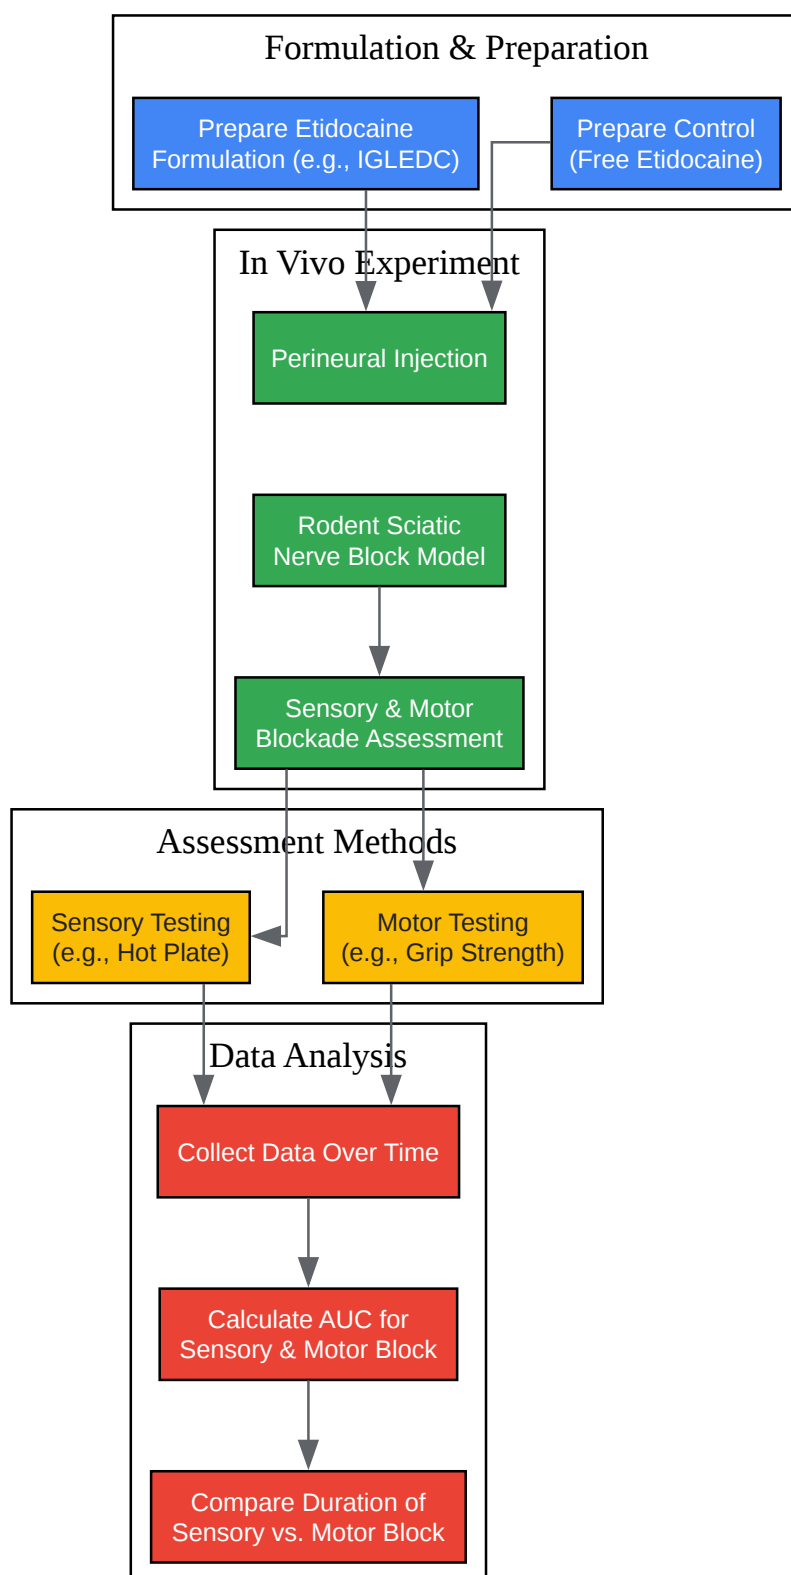 Formulation & Preparation
Prepare Etidocaine
Formulation (e.g., IGLEDC)
Prepare Control
(Free Etidocaine)
In Vivo Experiment
Perineural Injection
Rodent Sciatic
Nerve Block Model
Sensory & Motor
Blockade Assessment
Assessment Methods
Sensory Testing
(e.g., Hot Plate)
Motor Testing
(e.g., Grip Strength)
Data Analysis
Collect Data Over Time
Calculate AUC for
Sensory & Motor Block
Compare Duration of
Sensory vs. Motor Block